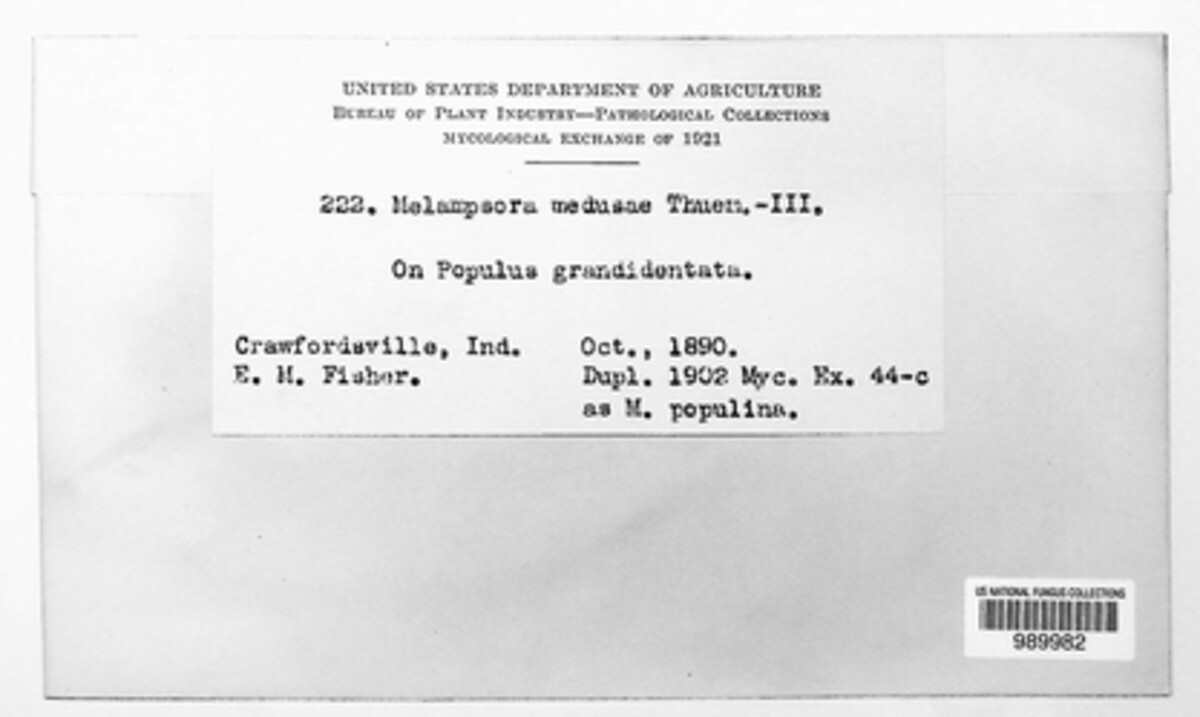 UNITED STATES DEPARTMENT OF AGRICULTURE
BUREAU OF PLANT INDUSTRY—PATHOLOGICAL COLLECTIONS
MYCOLOGICAL EXCHANGE OF 1921
222. Melampsora medusae Thuen.-III.
On Populus grandidentata.
Crawfordsville, Ind. Oct., 1890.
E. M. Fisher. Dupl. 1902 Myc. Ex. 44-c
as M. populina.
US NATIONAL FUNGUS COLLECTIONS
989982